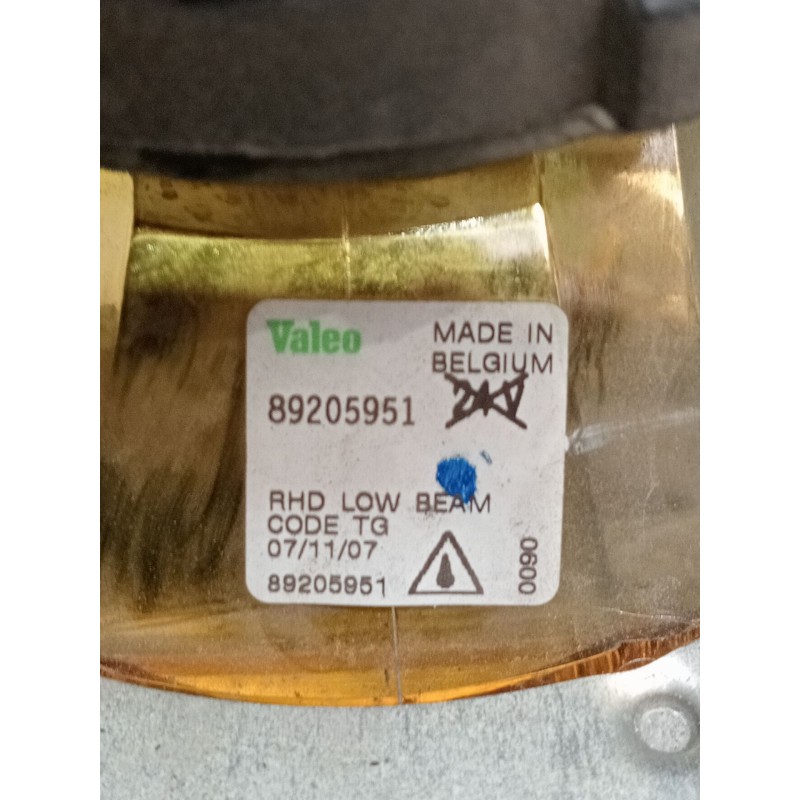 Valeo
MADE IN
BELGIUM
89205951
24V
RHD LOW BEAM
CODE TG
07/11/07
89205951
0090